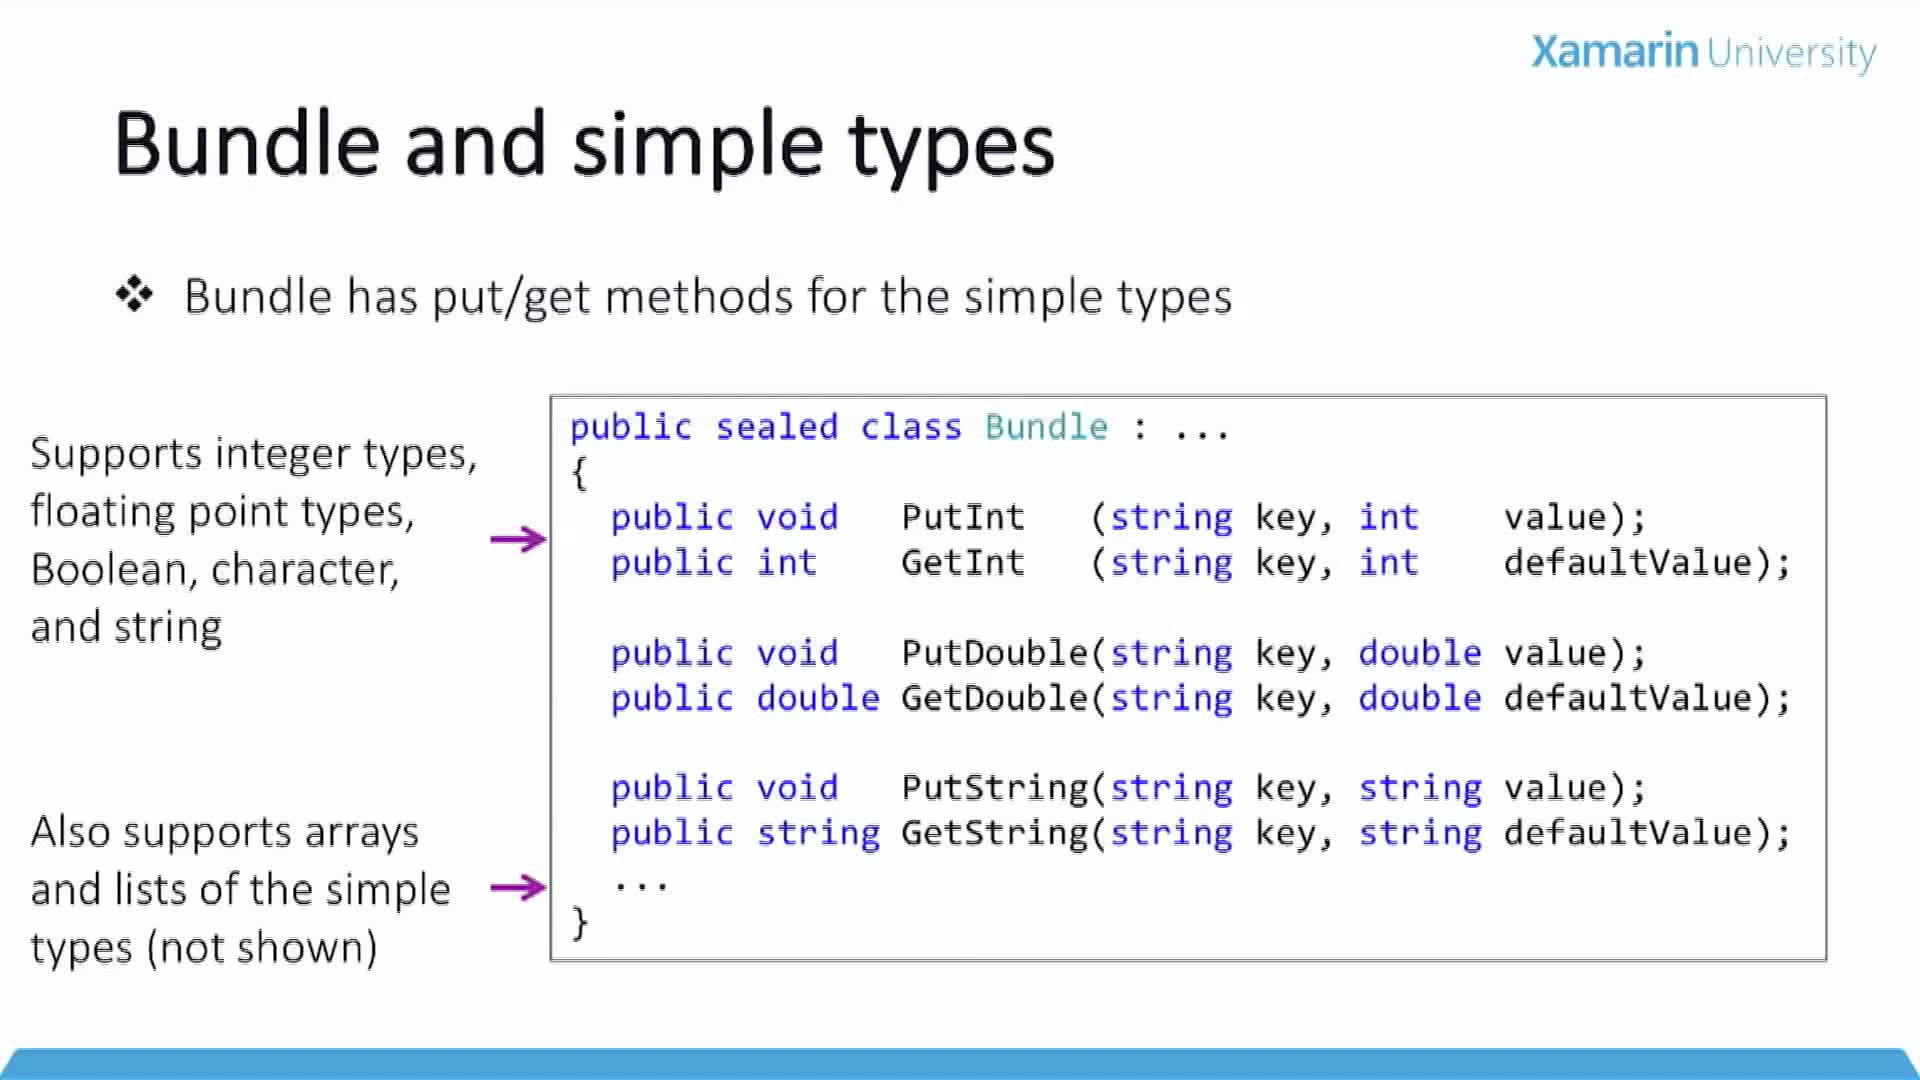 Xamarin University
Bundle and simple types
❖ Bundle has put/get methods for the simple types
Supports integer types,
floating point types,
Boolean, character,
and string
Also supports arrays
and lists of the simple
types (not shown)
public sealed class Bundle : ...
{
public void PutInt (string key, int value);
public int GetInt (string key, int defaultValue);
public void PutDouble(string key, double value);
public double GetDouble(string key, double defaultValue);
public void PutString(string key, string value);
public string GetString(string key, string defaultValue);
...
}